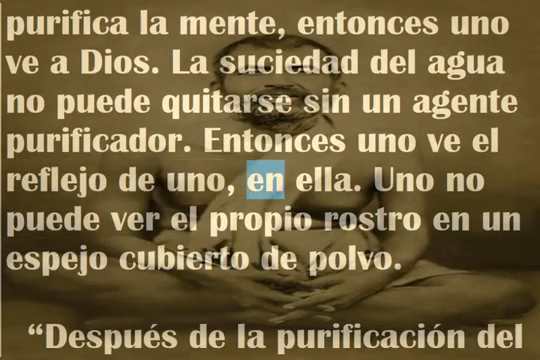 purifica la mente, entonces uno
ve a Dios. La suciedad del agua
no puede quitarse sin un agente
purificador. Entonces uno ve el
reflejo de uno, en ella. Uno no
puede ver el propio rostro en un
espejo cubierto de polvo.
“Después de la purificación del